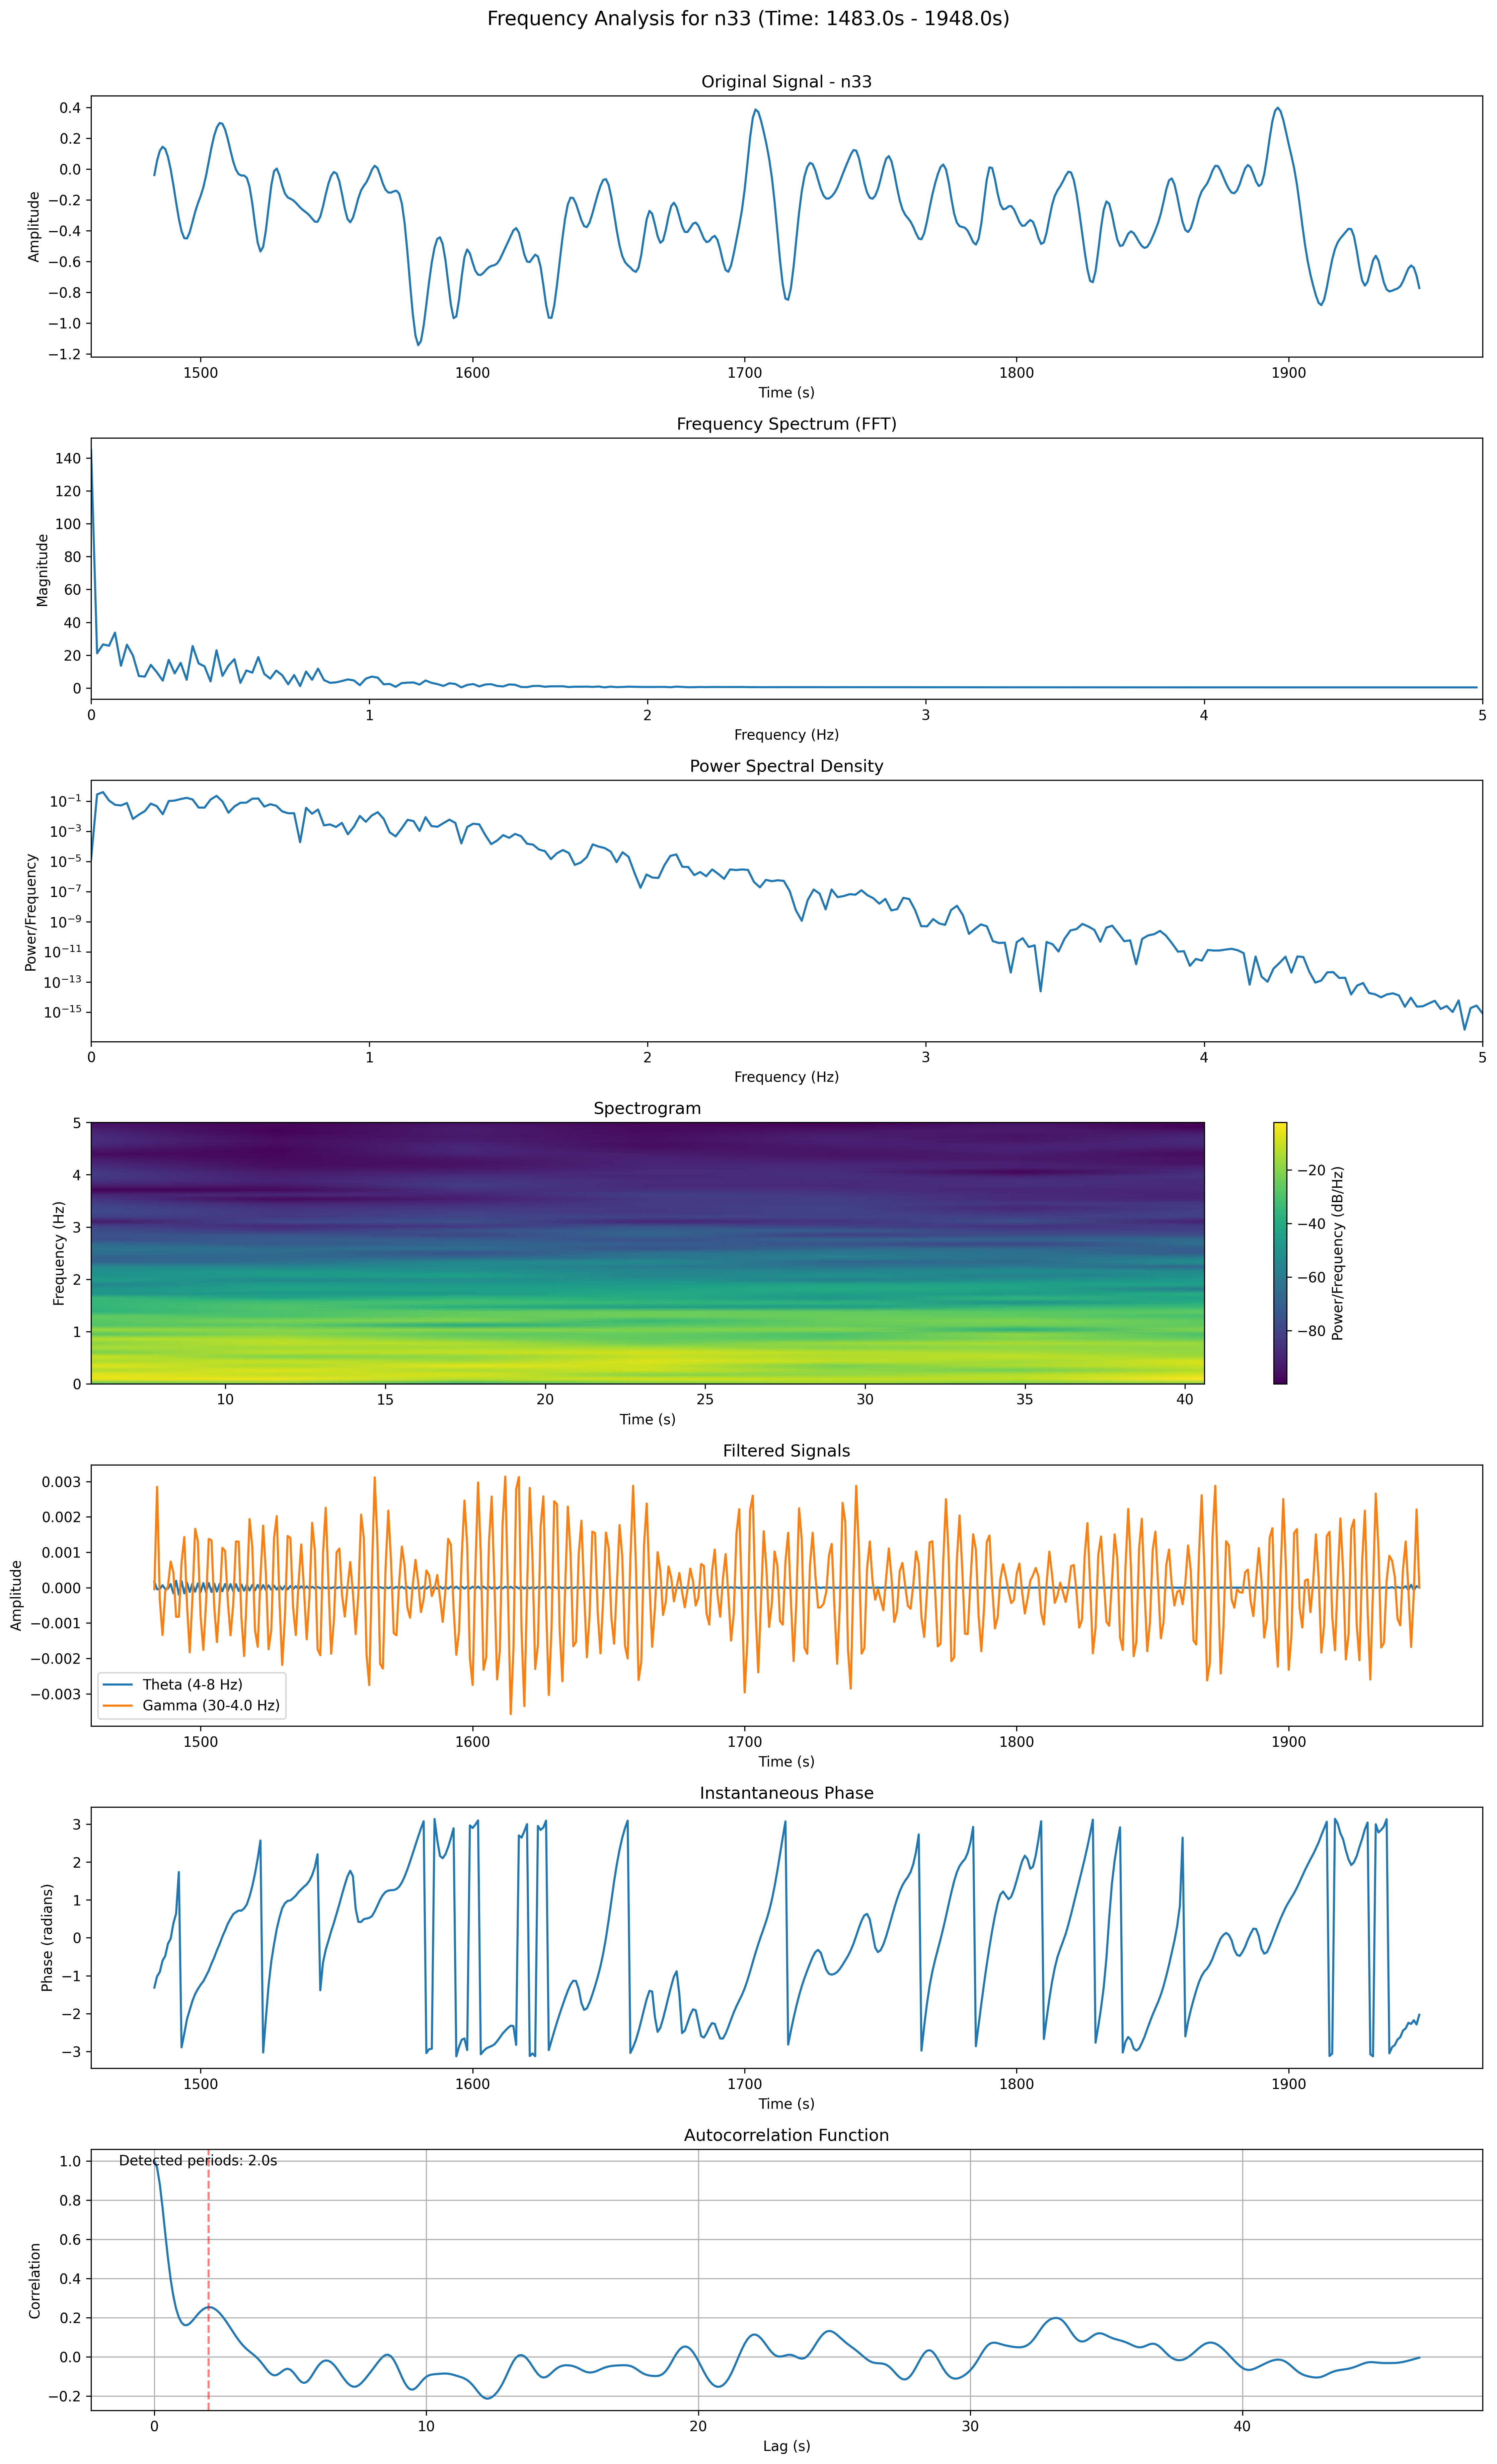 Frequency Analysis for n33 (Time: 1483.0s - 1948.0s)
Original Signal - n33
0.4
0.2
0.0
−0.2
−0.4
−0.6
−0.8
−1.0
−1.2
Amplitude
1500 1600 1700 1800 1900
Time (s)
Frequency Spectrum (FFT)
140
120
100
80
60
40
20
0
Magnitude
0 1 2 3 4 5
Frequency (Hz)
Power Spectral Density
10⁻¹
10⁻³
10⁻⁵
10⁻⁷
10⁻⁹
10⁻¹¹
10⁻¹³
10⁻¹⁵
Power/Frequency
0 1 2 3 4 5
Frequency (Hz)
Spectrogram
5
4
3
2
1
0
Frequency (Hz)
10 15 20 25 30 35 40
Time (s)
−20
−40
−60
−80
Power/Frequency (dB/Hz)
Filtered Signals
0.003
0.002
0.001
0.000
−0.001
−0.002
−0.003
Amplitude
Theta (4-8 Hz)
Gamma (30-4.0 Hz)
1500 1600 1700 1800 1900
Time (s)
Instantaneous Phase
3
2
1
0
−1
−2
−3
Phase (radians)
1500 1600 1700 1800 1900
Time (s)
Autocorrelation Function
Detected periods: 2.0s
1.0
0.8
0.6
0.4
0.2
0.0
−0.2
Correlation
0 10 20 30 40
Lag (s)